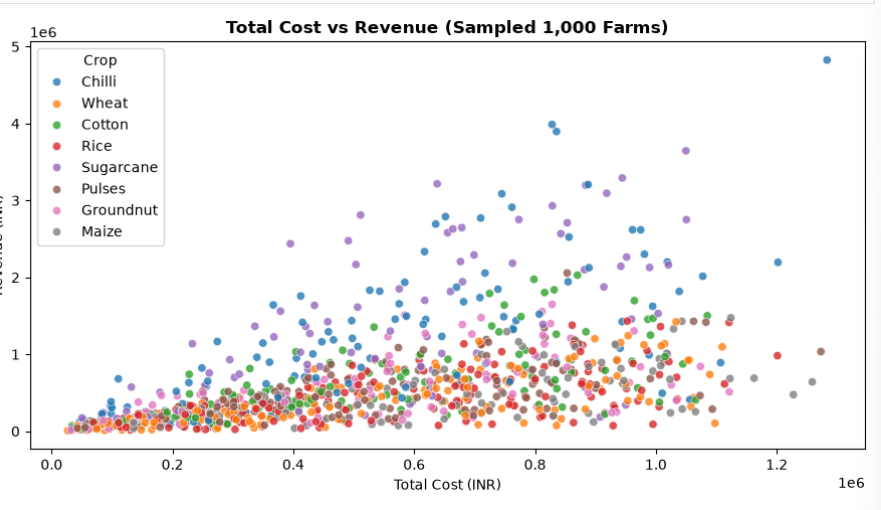 Total Cost vs Revenue (Sampled 1,000 Farms)
1e6
5
4
3
2
1
0
Crop
Chilli
Wheat
Cotton
Rice
Sugarcane
Pulses
Groundnut
Maize
0.0 0.2 0.4 0.6 0.8 1.0 1.2
1e6
Total Cost (INR)